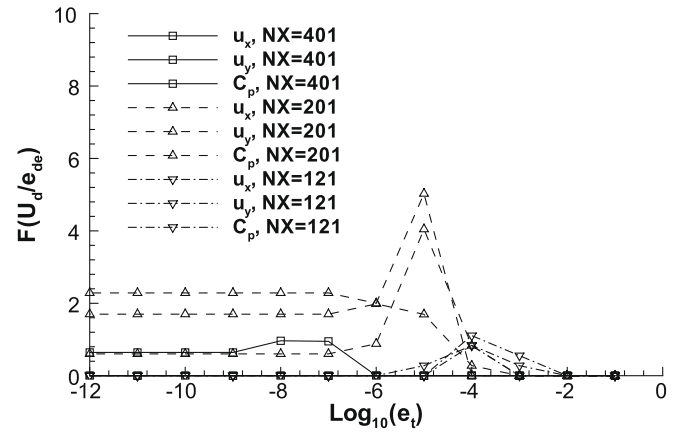 10
8
6
4
2
0
F(U_d/e_de)
u_x, NX=401
u_y, NX=401
C_p, NX=401
u_x, NX=201
u_y, NX=201
C_p, NX=201
u_x, NX=121
u_y, NX=121
C_p, NX=121
-12 -10 -8 -6 -4 -2 0
Log_10(e_t)